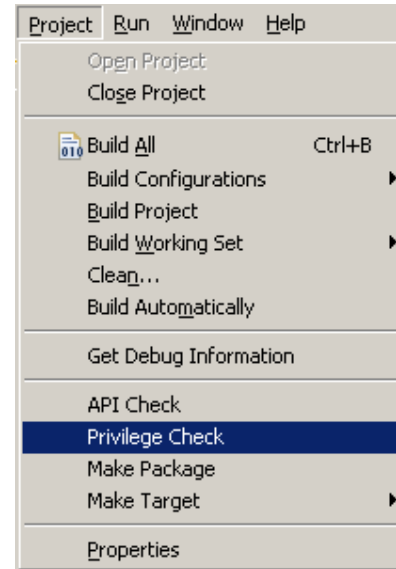 Project Run Window Help
Open Project
Close Project
010 Build All Ctrl+B
Build Configurations
Build Project
Build Working Set
Clean...
Build Automatically
Get Debug Information
API Check
Privilege Check
Make Package
Make Target
Properties